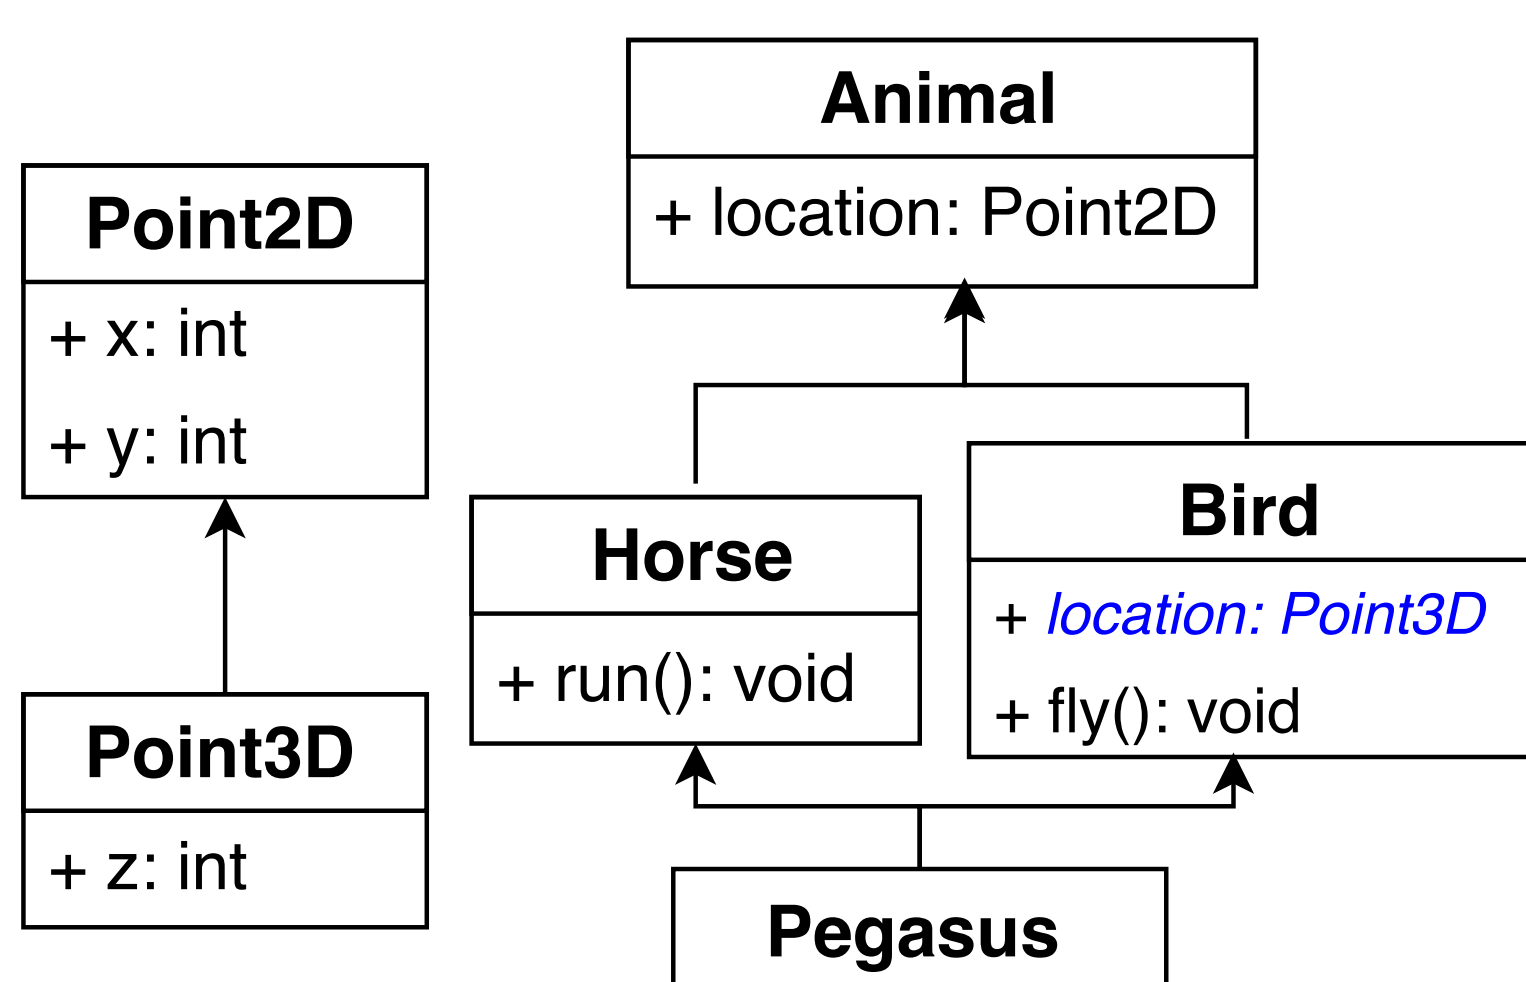 Animal
+ location: Point2D
Point2D
+ x: int
+ y: int
Bird
+ location: Point3D
+ fly(): void
Horse
+ run(): void
Point3D
+ z: int
Pegasus